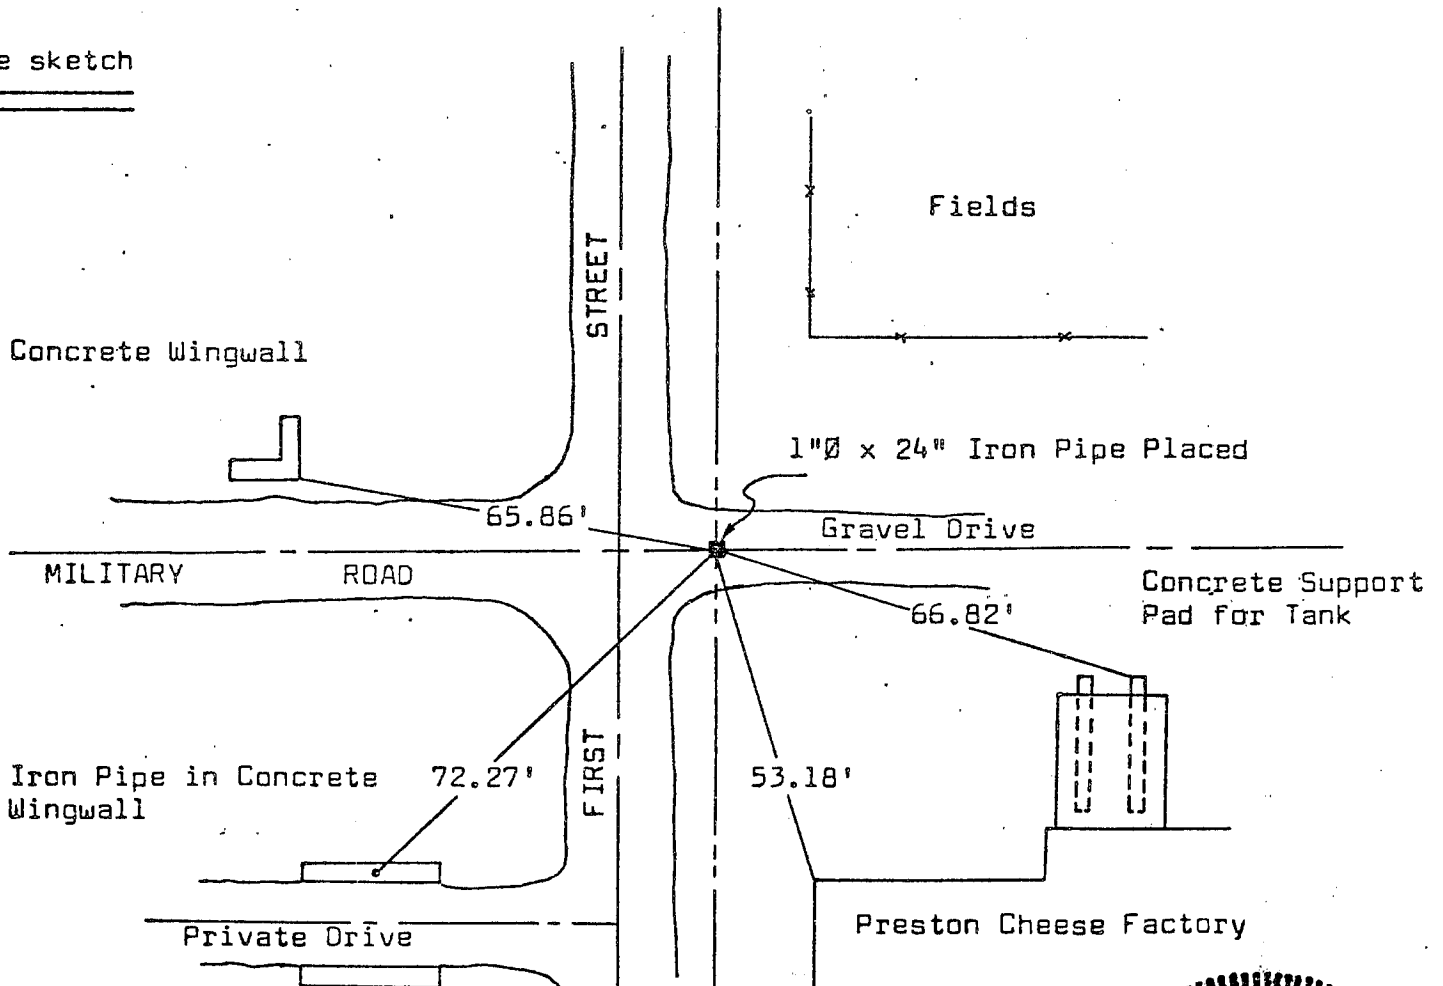 e sketch
Fields
STREET
Concrete Wingwall
1"Ø x 24" Iron Pipe Placed
65.86'
Gravel Drive
MILITARY ROAD
Concrete Support
Pad for Tank
66.82'
FIRST
Iron Pipe in Concrete
Wingwall
72.27'
53.18'
Preston Cheese Factory
Private Drive